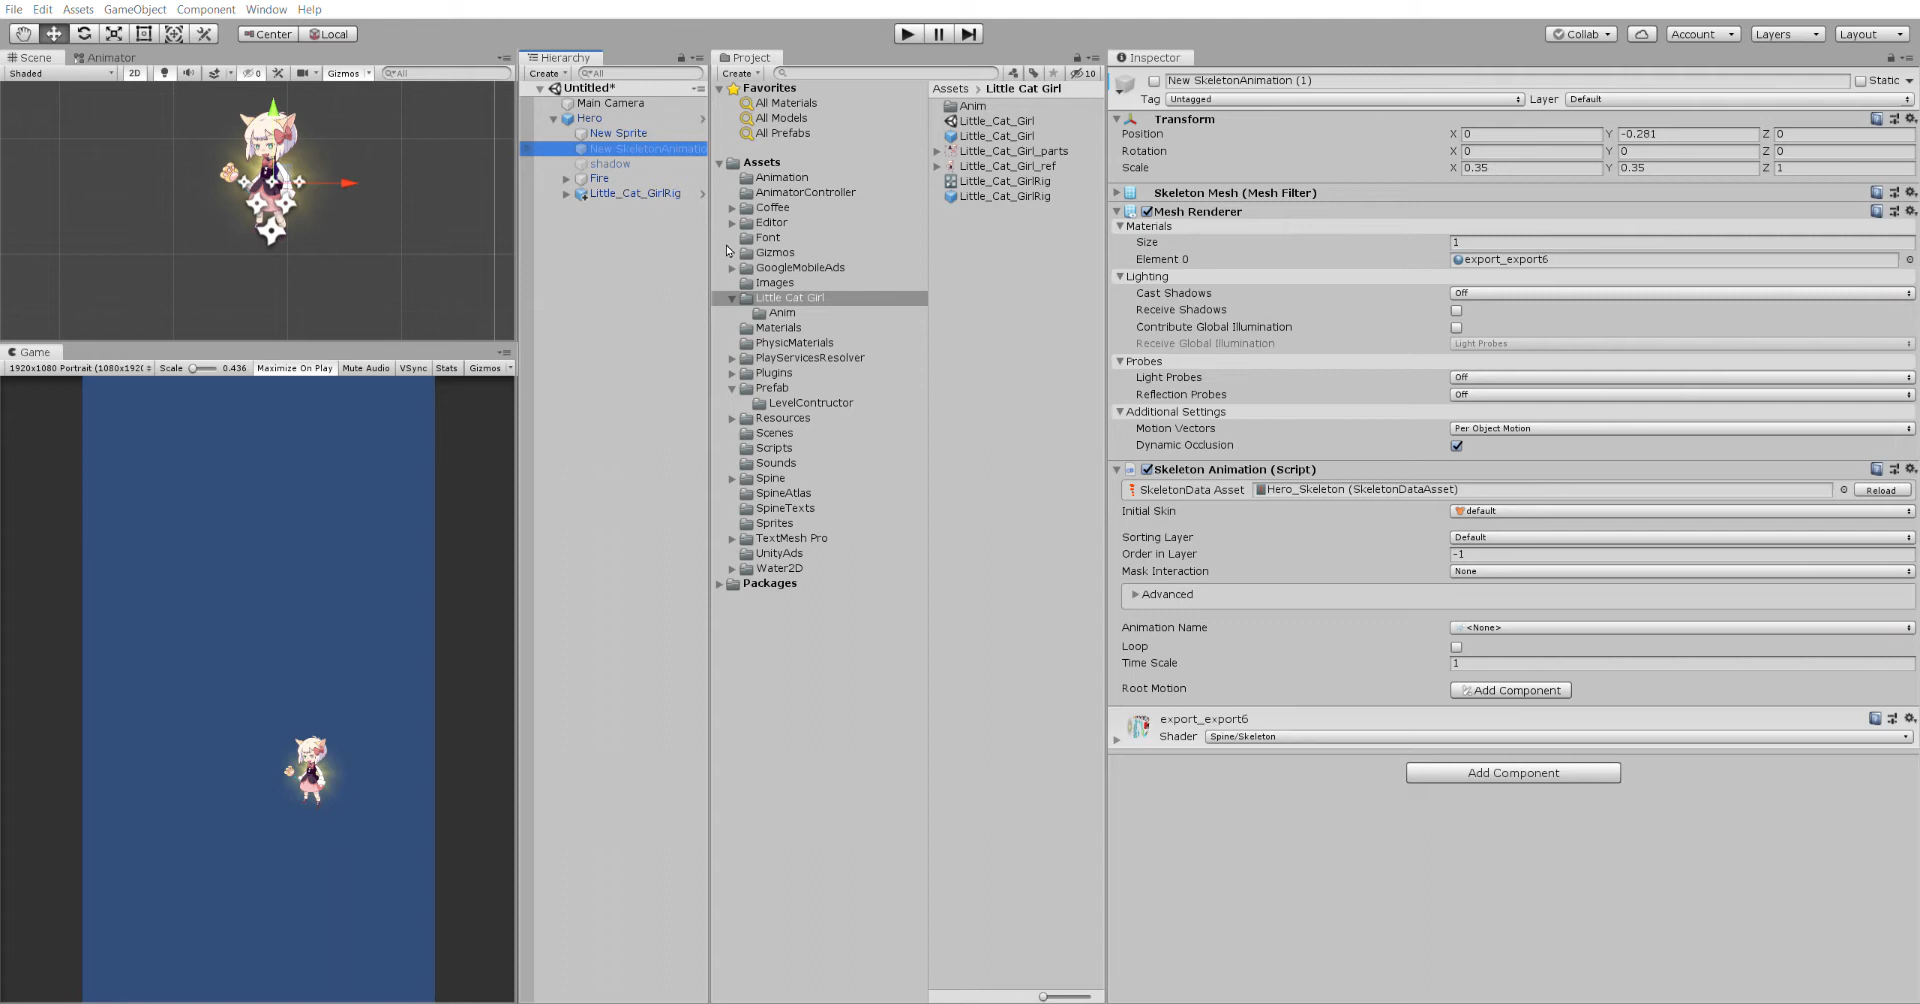 File Edit Assets GameObject Component Window Help
Center Local
Collab Account Layers Layout
Scene Animator
Shaded 2D 0 Gizmos All
Game
1920x1080 Portrait (1080x192( Scale 0.436 Maximize On Play Mute Audio VSync Stats Gizmos
Hierarchy
Create All
Untitled*
Main Camera
Hero
New Sprite
New SkeletonAnimatio
shadow
Fire
Little_Cat_GirlRig
Project
Create 10
Favorites
All Materials
All Models
All Prefabs
Assets
Animation
AnimatorController
Coffee
Editor
Font
Gizmos
GoogleMobileAds
Images
Little Cat Girl
Anim
Materials
PhysicMaterials
PlayServicesResolver
Plugins
Prefab
LevelContructor
Resources
Scenes
Scripts
Sounds
Spine
SpineAtlas
SpineTexts
Sprites
TextMesh Pro
UnityAds
Water2D
Packages
Assets Little Cat Girl
Anim
Little_Cat_Girl
Little_Cat_Girl
Little_Cat_Girl_parts
Little_Cat_Girl_ref
Little_Cat_GirlRig
Little_Cat_GirlRig
Inspector
New SkeletonAnimation (1) Static
Tag Untagged Layer Default
Transform
Position X 0 Y -0.281 Z 0
Rotation X 0 Y 0 Z 0
Scale X 0.35 Y 0.35 Z 1
Skeleton Mesh (Mesh Filter)
Mesh Renderer
Materials
Size 1
Element 0 export_export6
Lighting
Cast Shadows Off
Receive Shadows
Contribute Global Illumination
Receive Global Illumination Light Probes
Probes
Light Probes Off
Reflection Probes Off
Additional Settings
Motion Vectors Per Object Motion
Dynamic Occlusion
Skeleton Animation (Script)
SkeletonData Asset Hero_Skeleton (SkeletonDataAsset) Reload
Initial Skin default
Sorting Layer Default
Order in Layer -1
Mask Interaction None
Advanced
Animation Name <None>
Loop
Time Scale 1
Root Motion Add Component
export_export6
Shader Spine/Skeleton
Add Component